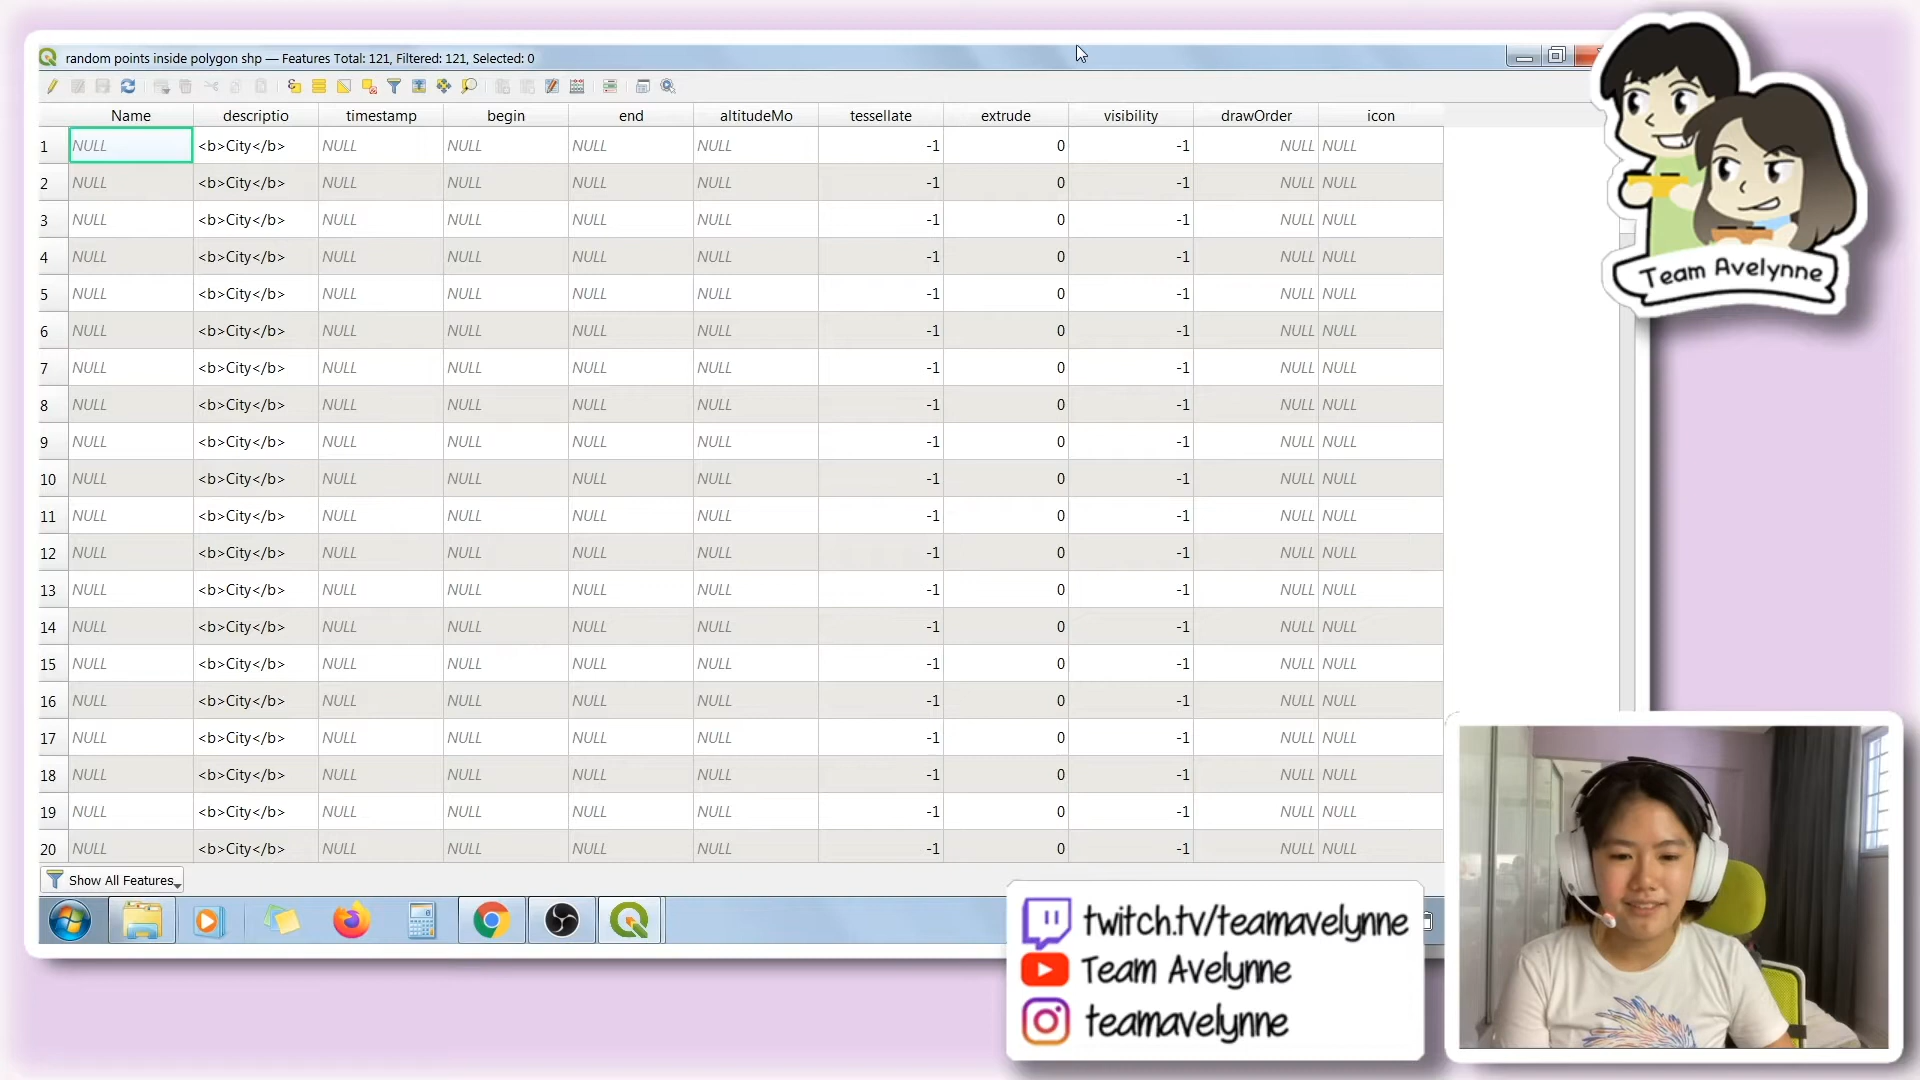 random points inside polygon shp — Features Total: 121, Filtered: 121, Selected: 0
Name descriptio timestamp begin end altitudeMo tessellate extrude visibility drawOrder icon
1 NULL <b>City</b> NULL NULL NULL NULL -1 0 -1 NULL NULL
2 NULL <b>City</b> NULL NULL NULL NULL -1 0 -1 NULL NULL
3 NULL <b>City</b> NULL NULL NULL NULL -1 0 -1 NULL NULL
4 NULL <b>City</b> NULL NULL NULL NULL -1 0 -1 NULL NULL
5 NULL <b>City</b> NULL NULL NULL NULL -1 0 -1 NULL NULL
6 NULL <b>City</b> NULL NULL NULL NULL -1 0 -1 NULL NULL
7 NULL <b>City</b> NULL NULL NULL NULL -1 0 -1 NULL NULL
8 NULL <b>City</b> NULL NULL NULL NULL -1 0 -1 NULL NULL
9 NULL <b>City</b> NULL NULL NULL NULL -1 0 -1 NULL NULL
10 NULL <b>City</b> NULL NULL NULL NULL -1 0 -1 NULL NULL
11 NULL <b>City</b> NULL NULL NULL NULL -1 0 -1 NULL NULL
12 NULL <b>City</b> NULL NULL NULL NULL -1 0 -1 NULL NULL
13 NULL <b>City</b> NULL NULL NULL NULL -1 0 -1 NULL NULL
14 NULL <b>City</b> NULL NULL NULL NULL -1 0 -1 NULL NULL
15 NULL <b>City</b> NULL NULL NULL NULL -1 0 -1 NULL NULL
16 NULL <b>City</b> NULL NULL NULL NULL -1 0 -1 NULL NULL
17 NULL <b>City</b> NULL NULL NULL NULL -1 0 -1 NULL NULL
18 NULL <b>City</b> NULL NULL NULL NULL -1 0 -1 NULL NULL
19 NULL <b>City</b> NULL NULL NULL NULL -1 0 -1 NULL NULL
20 NULL <b>City</b> NULL NULL NULL NULL -1 0 -1 NULL NULL
Show All Features
Team Avelynne
twitch.tv/teamavelynne
Team Avelynne
teamavelynne